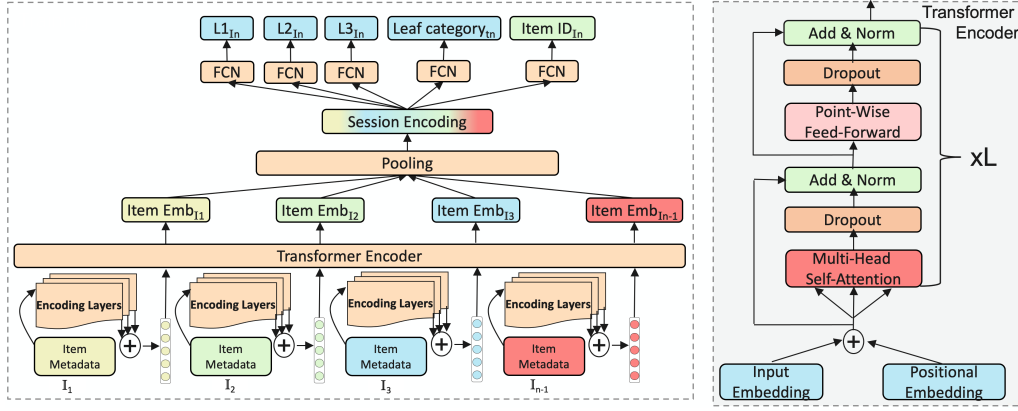 L1In L2In L3In Leaf categorytn Item IDIn
FCN FCN FCN FCN FCN
Session Encoding
Pooling
Item EmbI1 Item EmbI2 Item EmbI3 Item EmbIn-1
Transformer Encoder
Encoding Layers Encoding Layers Encoding Layers Encoding Layers
Item
Metadata
+
I1
Item
Metadata
+
I2
Item
Metadata
+
I3
Item
Metadata
+
In-1
Transformer
Encoder
Add & Norm
Dropout
Point-Wise
Feed-Forward
xL
Add & Norm
Dropout
Multi-Head
Self-Attention
+
Input
Embedding
Positional
Embedding